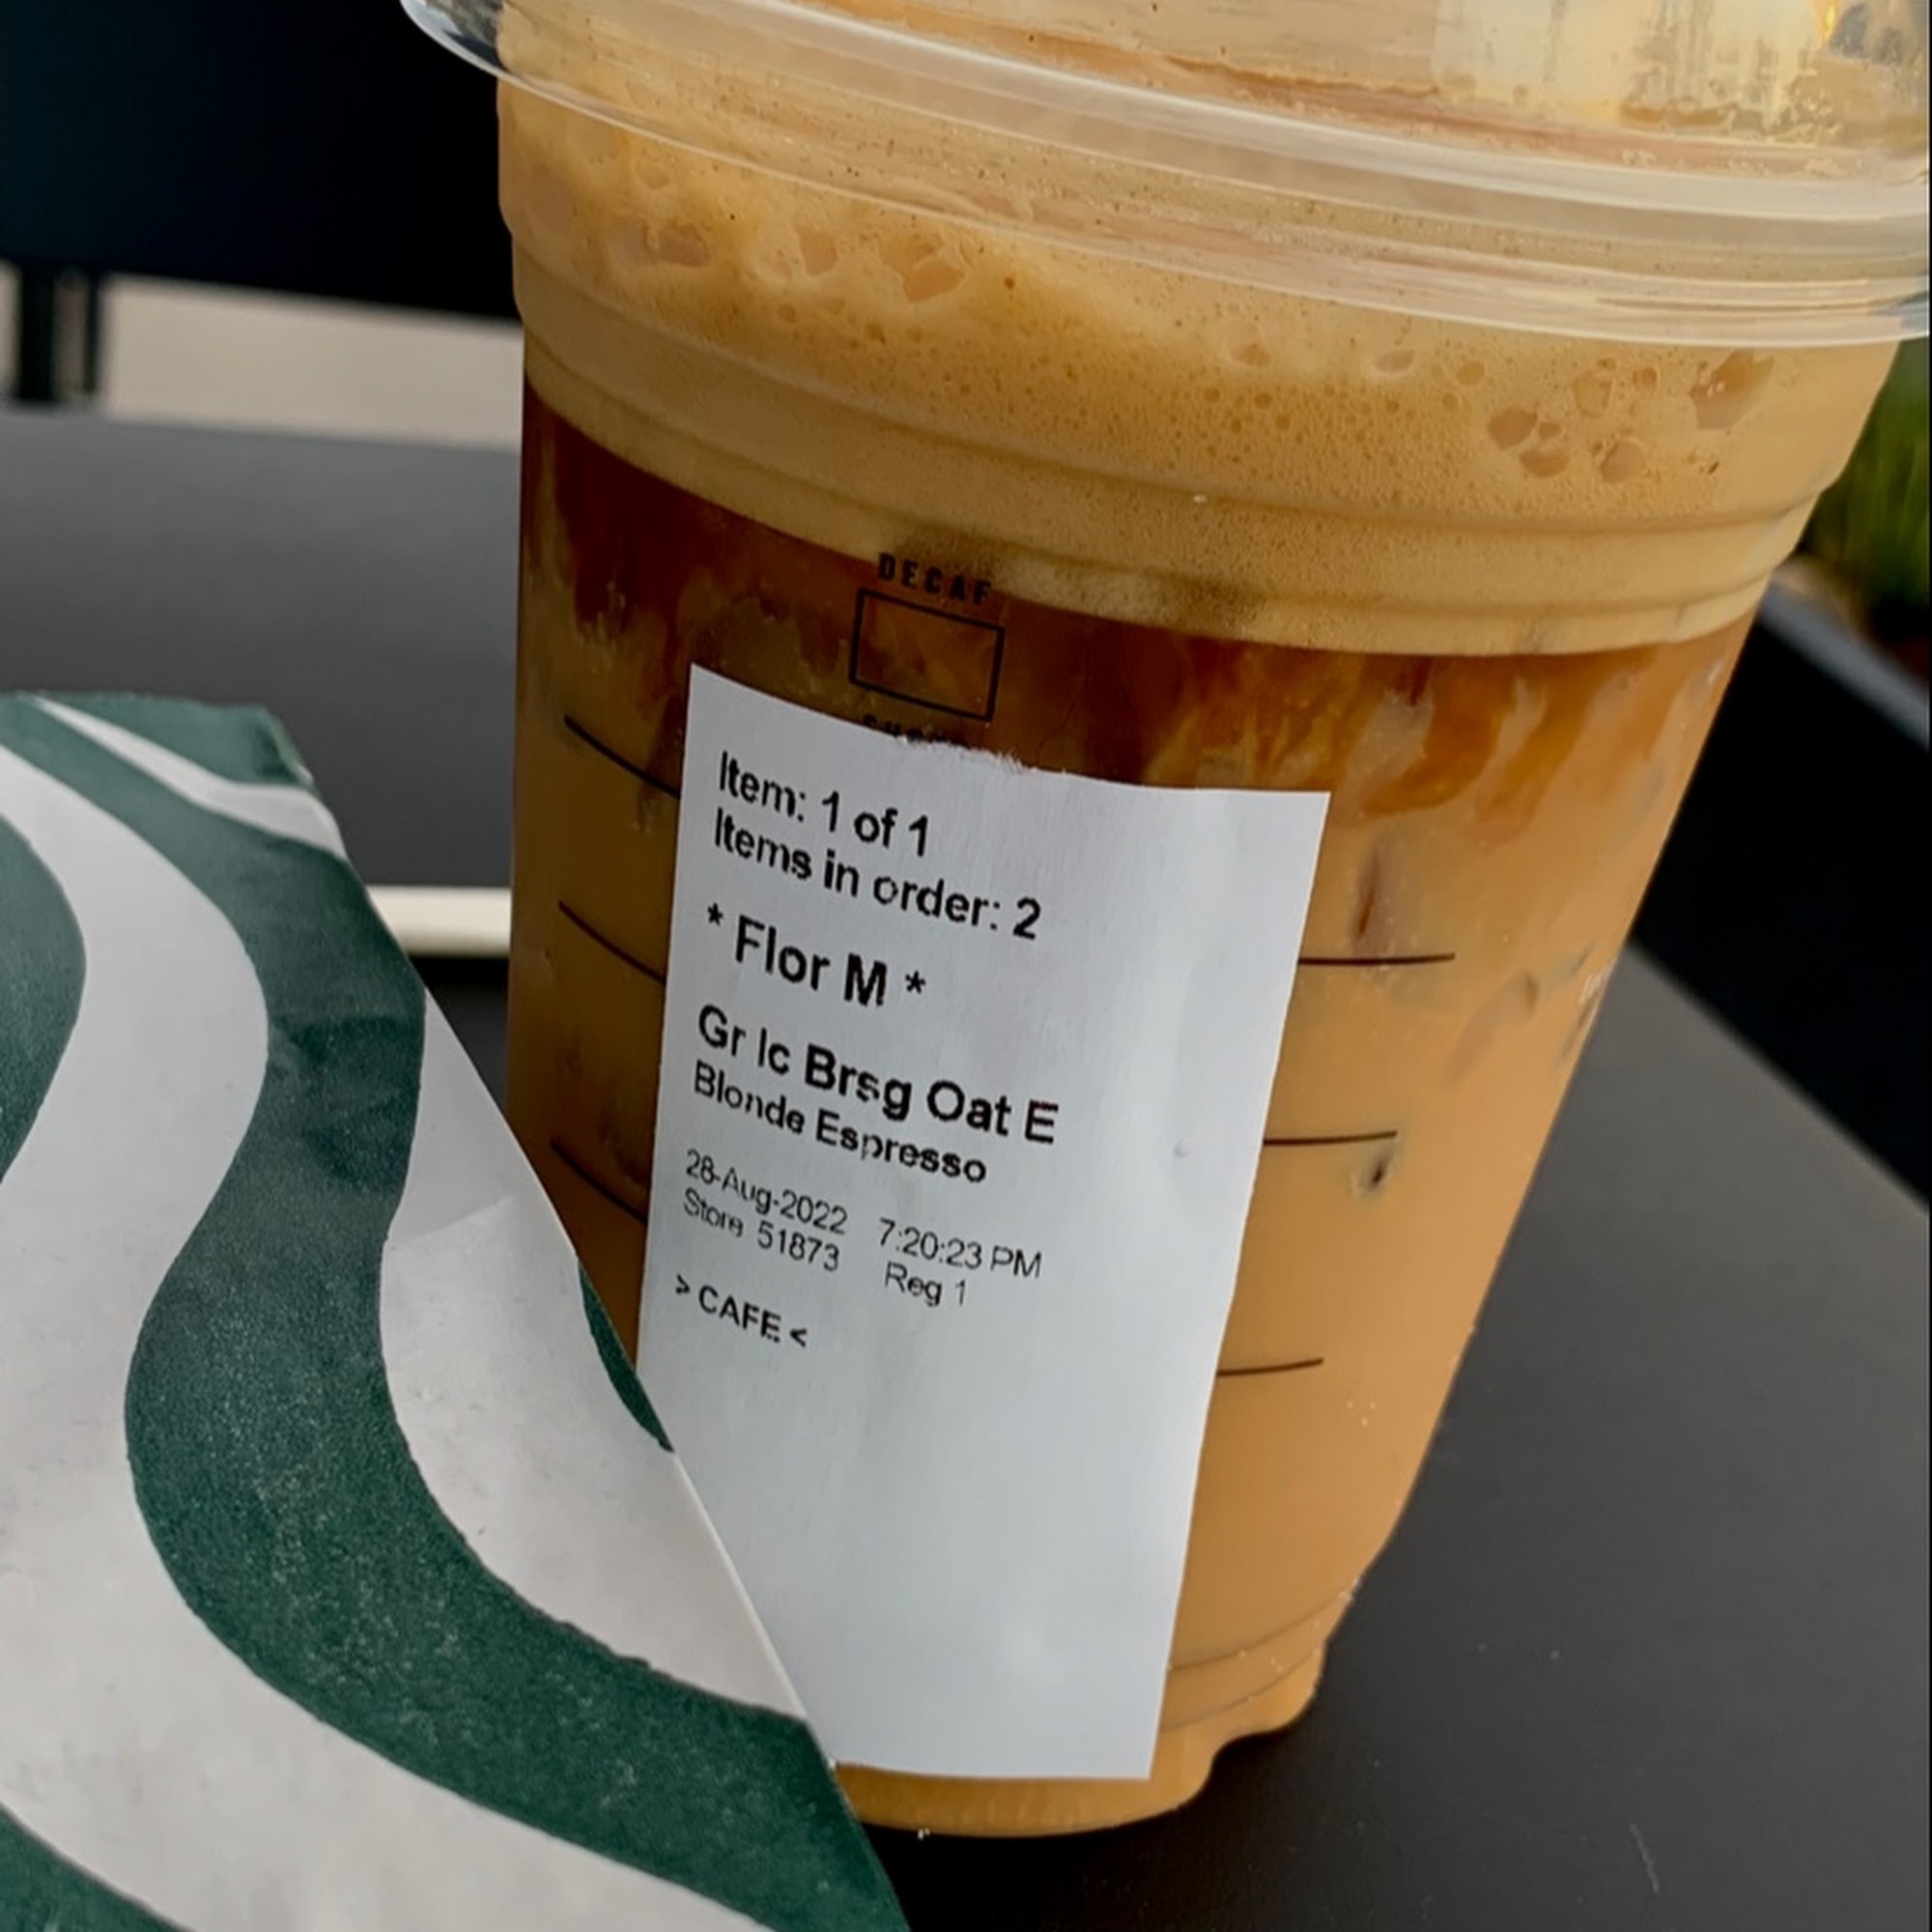 DECAF
Item: 1 of 1
Items in order: 2
* Flor M *
Gr Ic Brsg Oat E
Blonde Espresso
28-Aug-2022 7:20:23 PM
Store 51873 Reg 1
> CAFE <